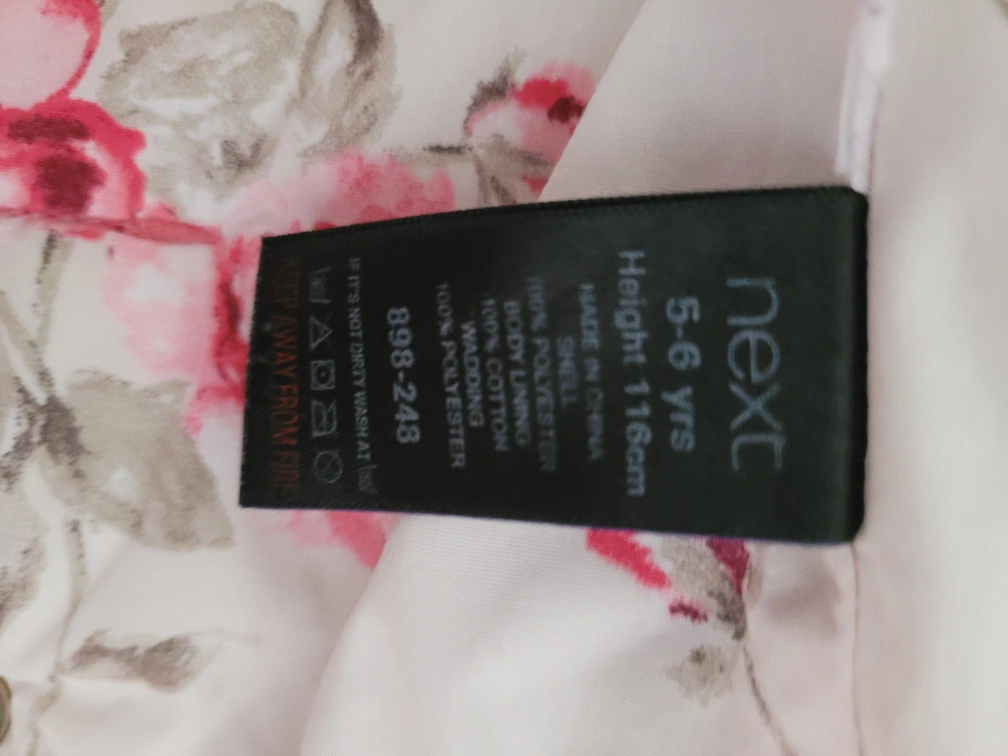 next
5-6 yrs
Height 116cm
MADE IN CHINA
SHELL
100% POLYESTER
BODY LINING
100% COTTON
WADDING
100% POLYESTER
898-248
IF IT'S NOT DIRTY WASH AT
KEEP AWAY FROM FIRE